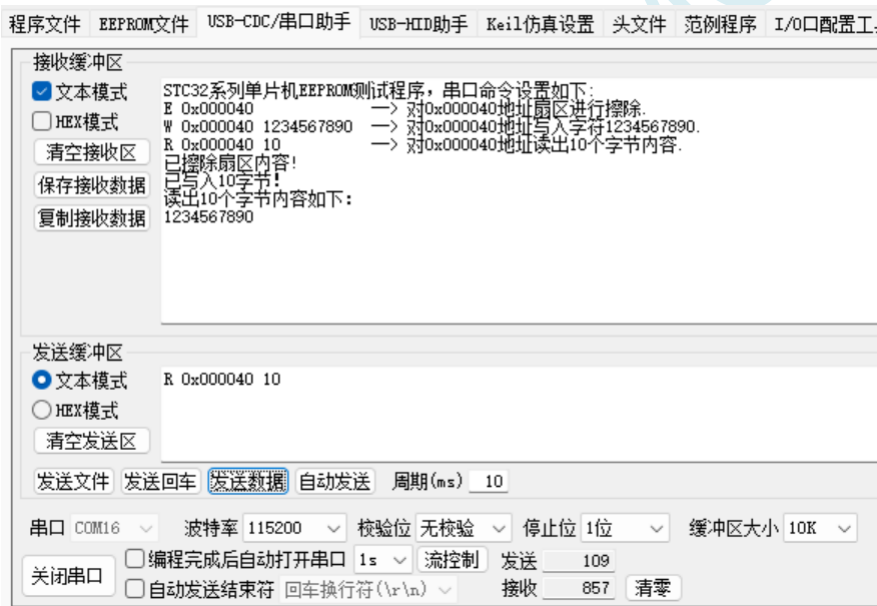 程序文件 EEPROM文件 USB-CDC/串口助手 USB-HID助手 Keil仿真设置 头文件 范例程序 I/O口配置工
接收缓冲区
文本模式
HEX模式
清空接收区
保存接收数据
复制接收数据
STC32系列单片机EEPROM测试程序，串口命令设置如下:
E 0x000040 —> 对0x000040地址扇区进行擦除.
W 0x000040 1234567890 —> 对0x000040地址写入字符1234567890.
R 0x000040 10 —> 对0x000040地址读出10个字节内容.
已擦除扇区内容!
已写入10字节!
读出10个字节内容如下:
1234567890
发送缓冲区
文本模式
HEX模式
清空发送区
R 0x000040 10
发送文件 发送回车 发送数据 自动发送 周期(ms) 10
串口 COM16 波特率 115200 校验位 无校验 停止位 1位 缓冲区大小 10K
关闭串口
编程完成后自动打开串口 1s 流控制 发送 109
自动发送结束符 回车换行符(\r\n) 接收 857 清零